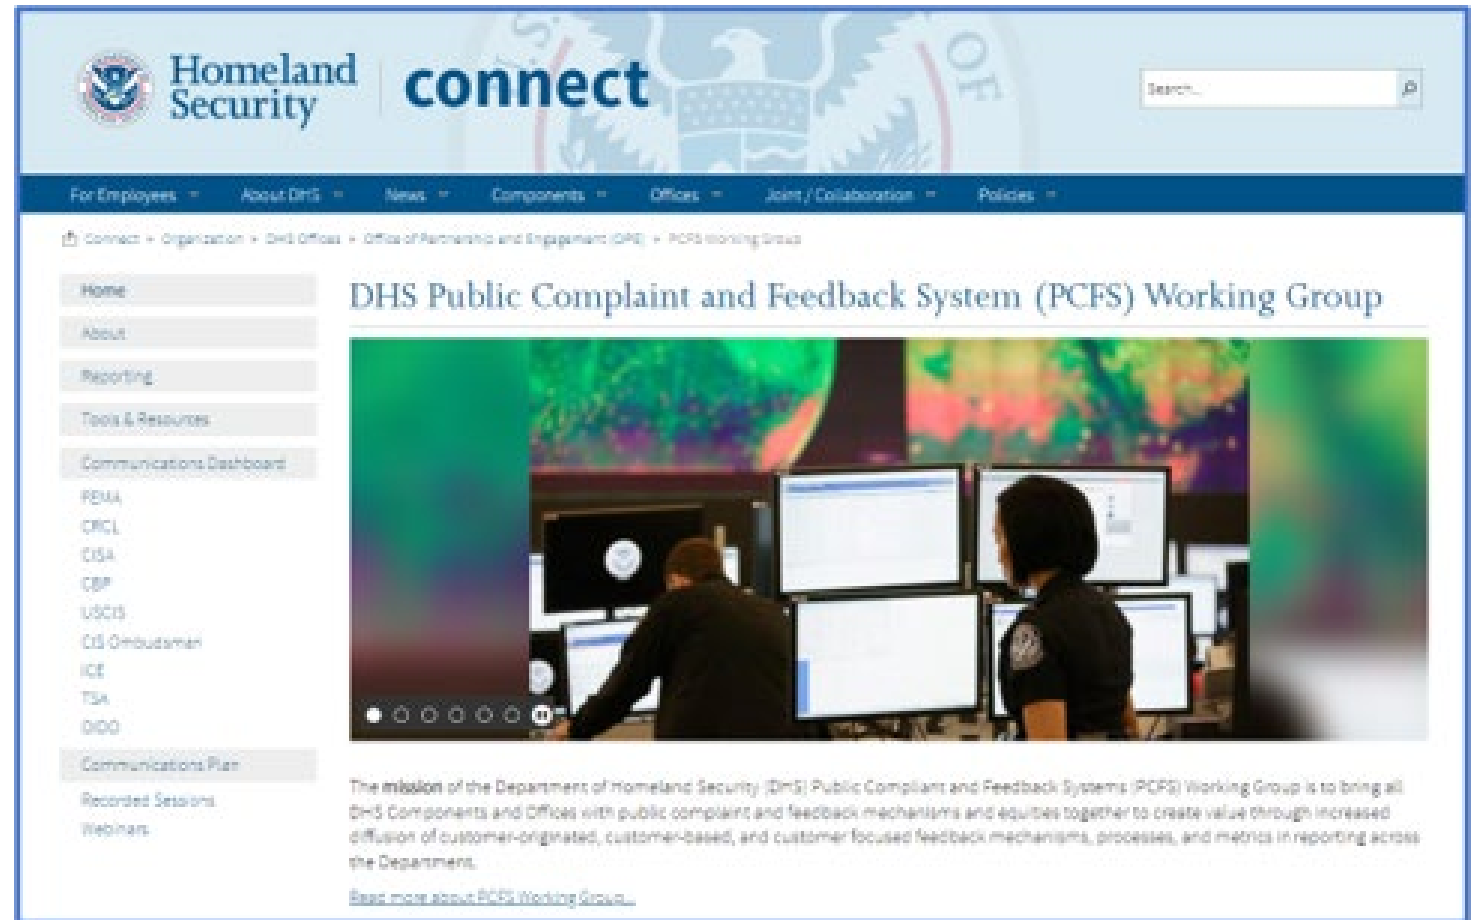 U.S.
OF
Homeland
Security
connect
Search...
For Employees
About DHS
News
Components
Offices
Joint / Collaboration
Policies
Connect Organization DHS Offices Office of Partnership and Engagement (OPE) PCFS Working Group
Home
About
Reporting
Tools & Resources
Communications Dashboard
FEMA
CRCL
CISA
CBP
USCIS
CIS Ombudsman
ICE
TSA
OIDO
Communications Plan
Recorded Sessions
Webinars
DHS Public Complaint and Feedback System (PCFS) Working Group
The mission of the Department of Homeland Security (DHS) Public Compliant and Feedback Systems (PCFS) Working Group is to bring all
DHS Components and Offices with public complaint and feedback mechanisms and equities together to create value through increased
diffusion of customer-originated, customer-based, and customer focused feedback mechanisms, processes, and metrics in reporting across
the Department.
Read more about PCFS Working Group...